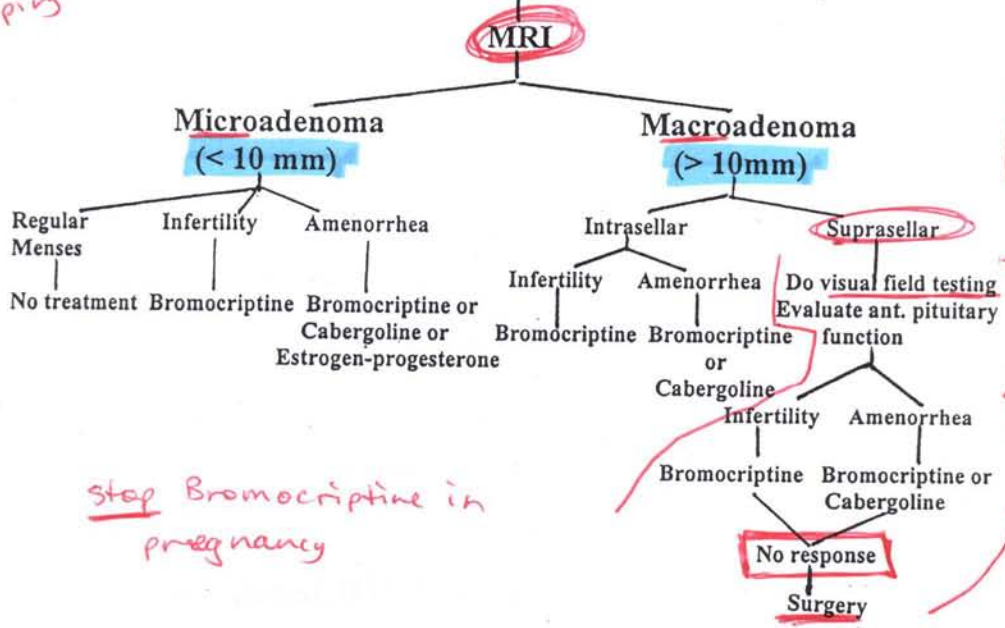 ping
MRI
Microadenoma
(< 10 mm)
Macroadenoma
(> 10mm)
Regular
Menses
Infertility
Amenorrhea
No treatment
Bromocriptine
Bromocriptine or
Cabergoline or
Estrogen-progesterone
Intrasellar
Suprasellar
Infertility
Amenorrhea
Bromocriptine
Bromocriptine
or
Cabergoline
Do visual field testing
Evaluate ant. pituitary
function
Infertility
Amenorrhea
Bromocriptine
Bromocriptine or
Cabergoline
No response
Surgery
stop Bromocriptine in
pregnancy